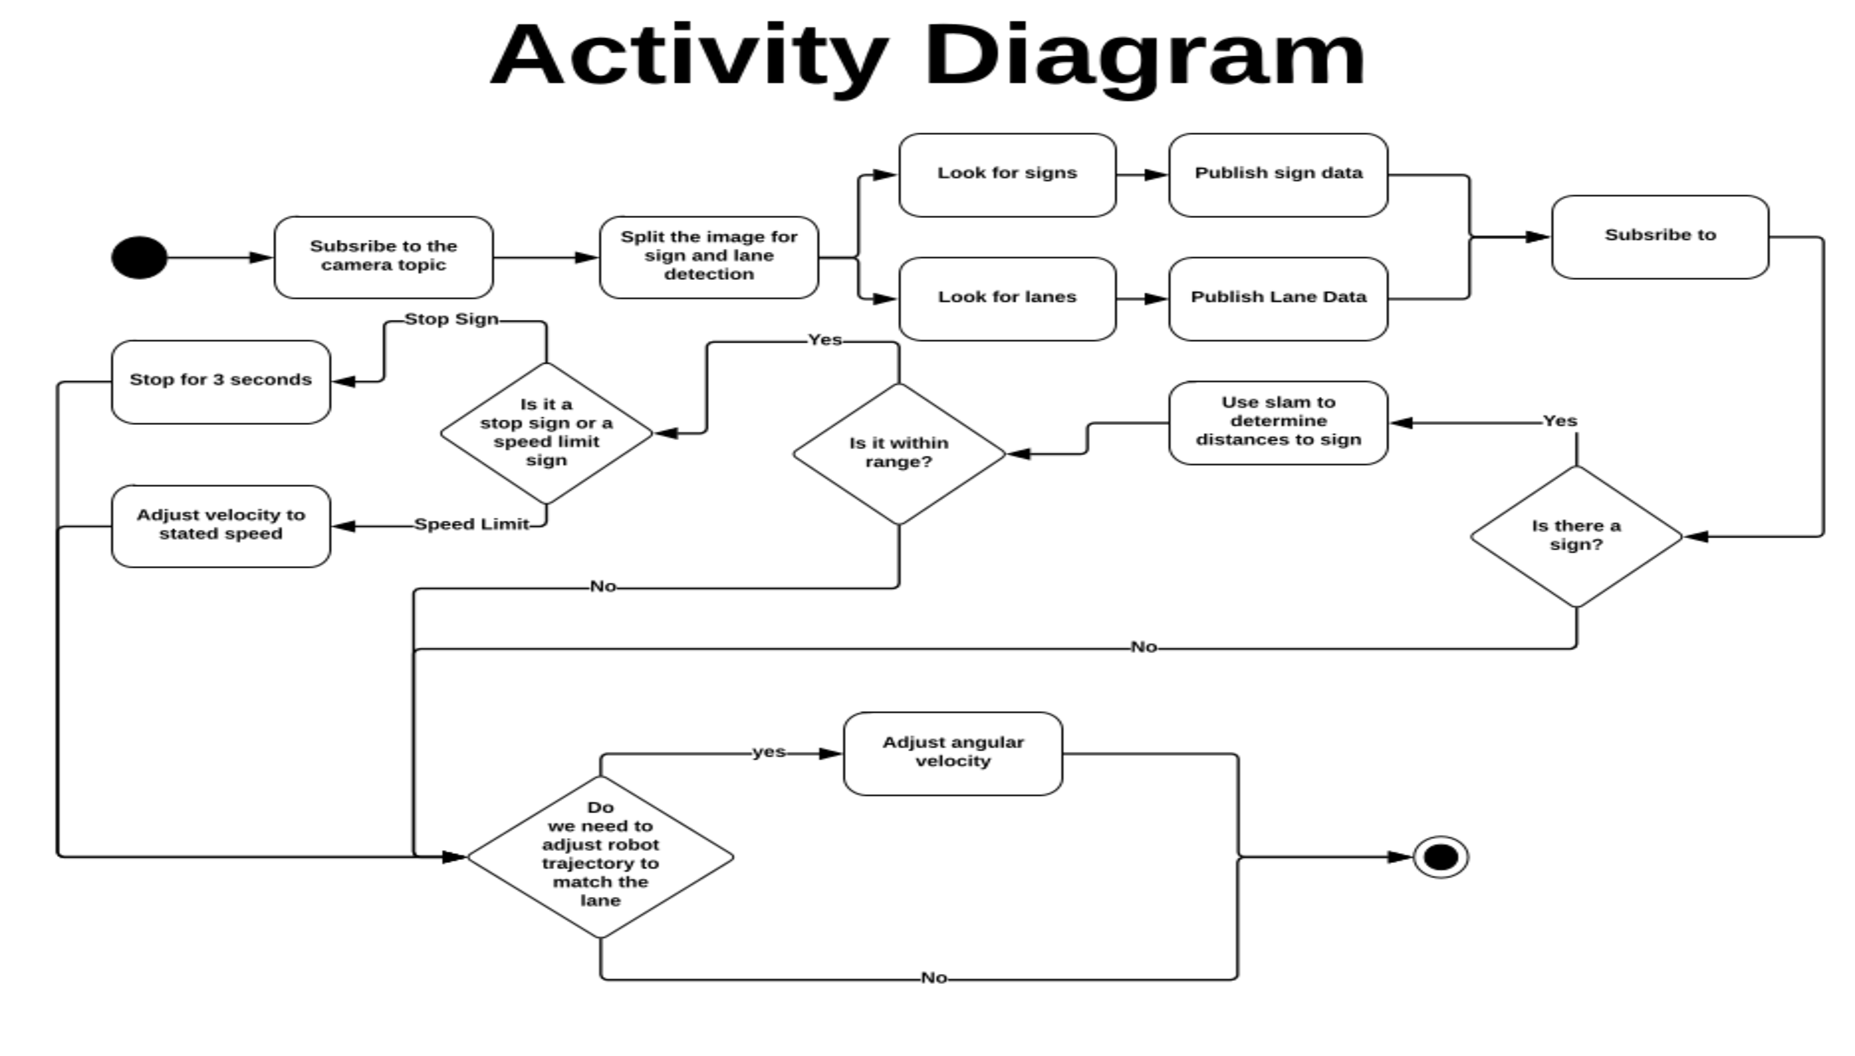 Activity Diagram
Look for signs
Publish sign data
Subsribe to the
camera topic
Split the image for
sign and lane
detection
Subsribe to
Look for lanes
Publish Lane Data
Stop Sign
Yes
Stop for 3 seconds
Is it a
stop sign or a
speed limit
sign
Is it within
range?
Use slam to
determine
distances to sign
Yes
Adjust velocity to
stated speed
Speed Limit
Is there a
sign?
No
No
Adjust angular
velocity
yes
Do
we need to
adjust robot
trajectory to
match the
lane
No